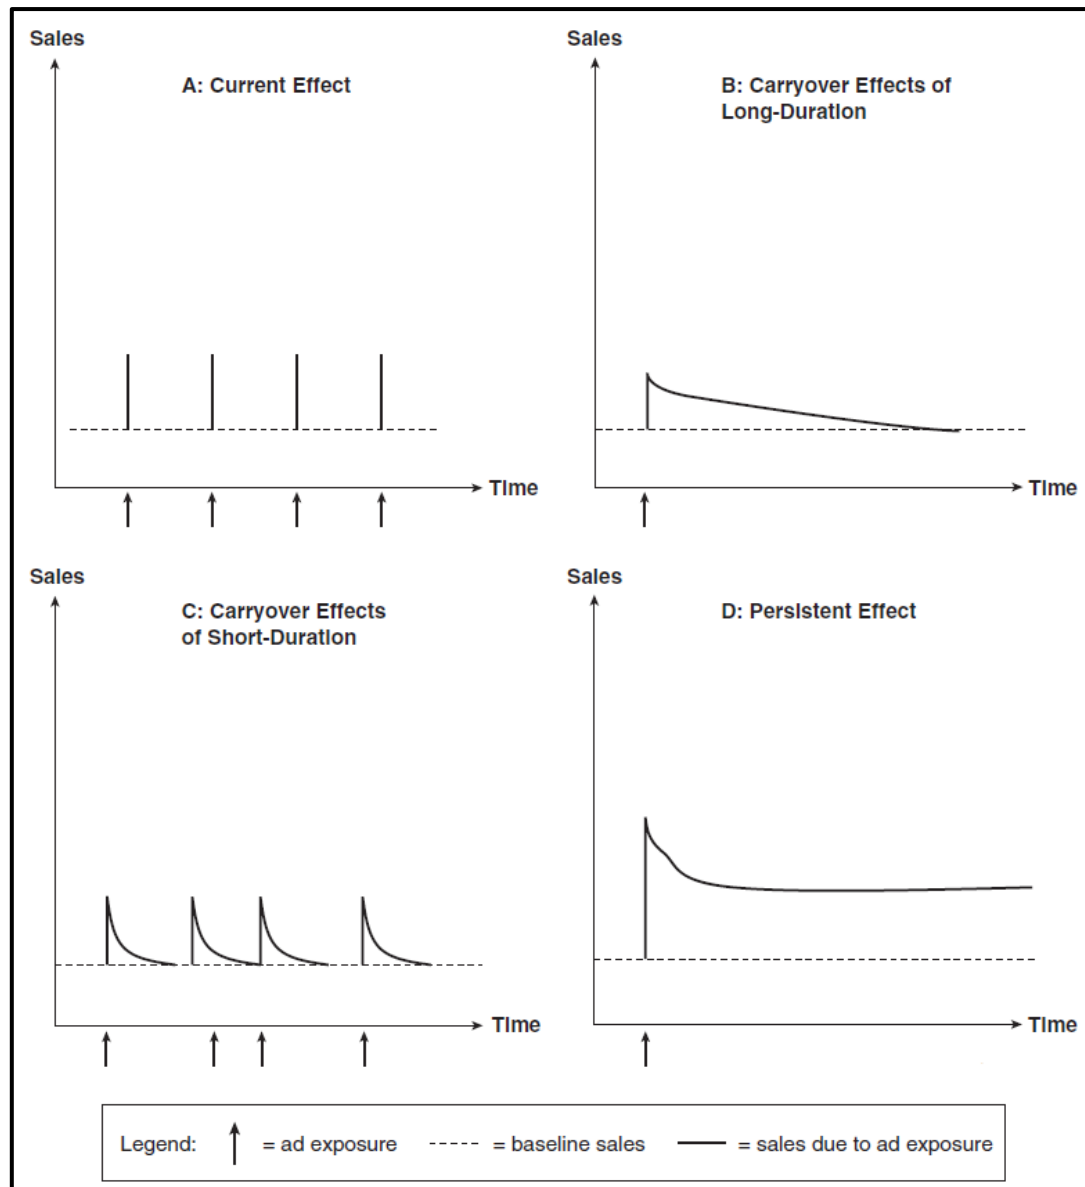 Sales
A: Current Effect
Time
Sales
B: Carryover Effects of
Long-Duration
Time
Sales
C: Carryover Effects
of Short-Duration
Time
Sales
D: Persistent Effect
Time
Legend: = ad exposure = baseline sales = sales due to ad exposure